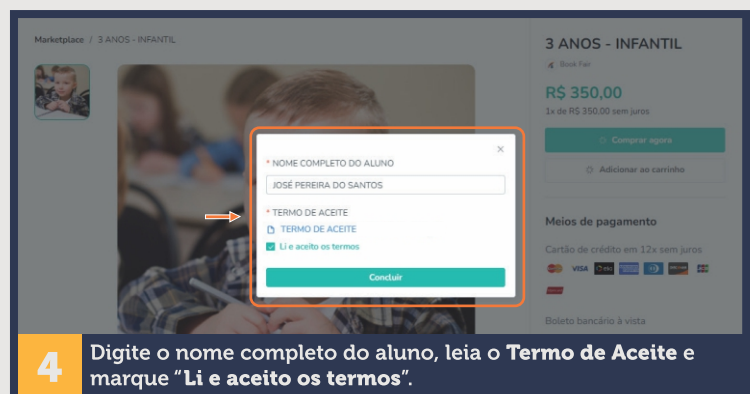 Marketplace / 3 ANOS - INFANTIL
3 ANOS - INFANTIL
Book Fair
R$ 350,00
1x de R$ 350,00 sem juros
Comprar agora
Adicionar ao carrinho
* NOME COMPLETO DO ALUNO
JOSÉ PEREIRA DO SANTOS
* TERMO DE ACEITE
TERMO DE ACEITE
Li e aceito os termos
Concluir
Meios de pagamento
Cartão de crédito em 12x sem juros
VISA
Boleto bancário à vista
4
Digite o nome completo do aluno, leia o Termo de Aceite e
marque “Li e aceito os termos”.